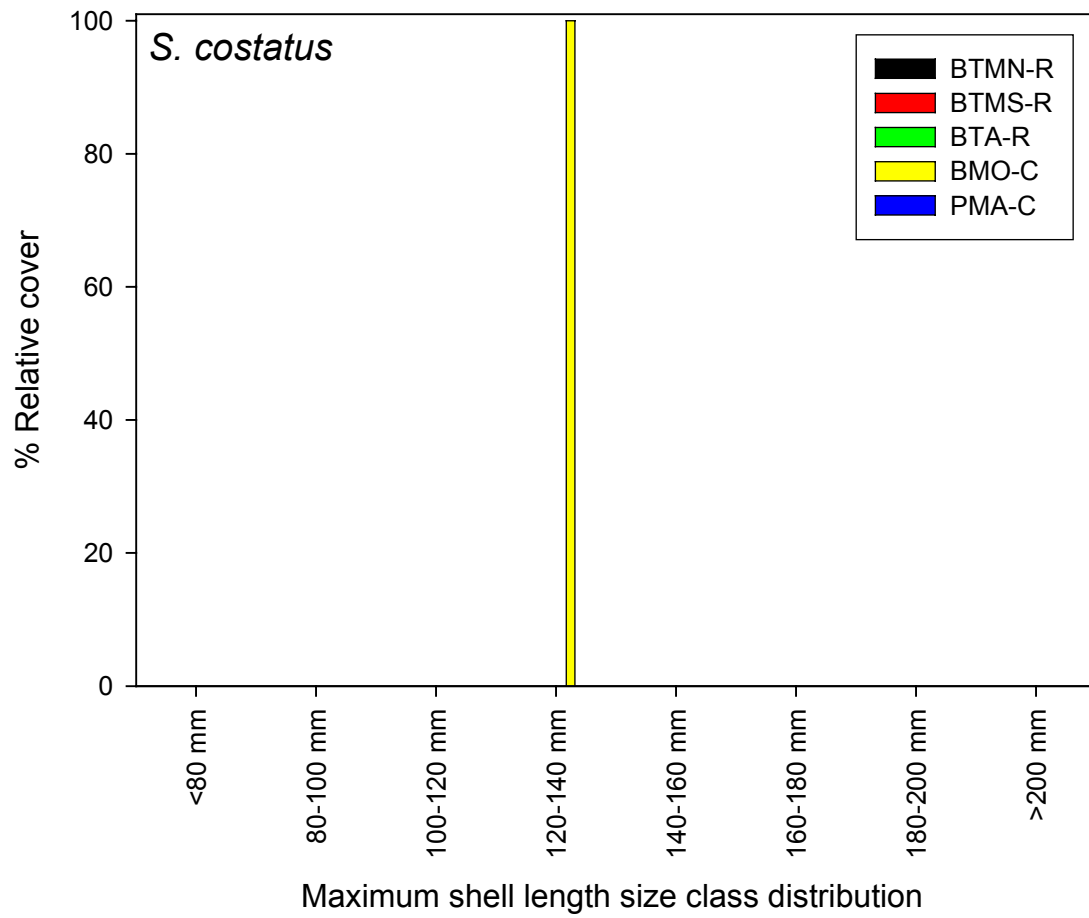 S. costatus
BTMN-R
BTMS-R
BTA-R
BMO-C
PMA-C
% Relative cover
100
80
60
40
20
0
<80 mm
80-100 mm
100-120 mm
120-140 mm
140-160 mm
160-180 mm
180-200 mm
>200 mm
Maximum shell length size class distribution